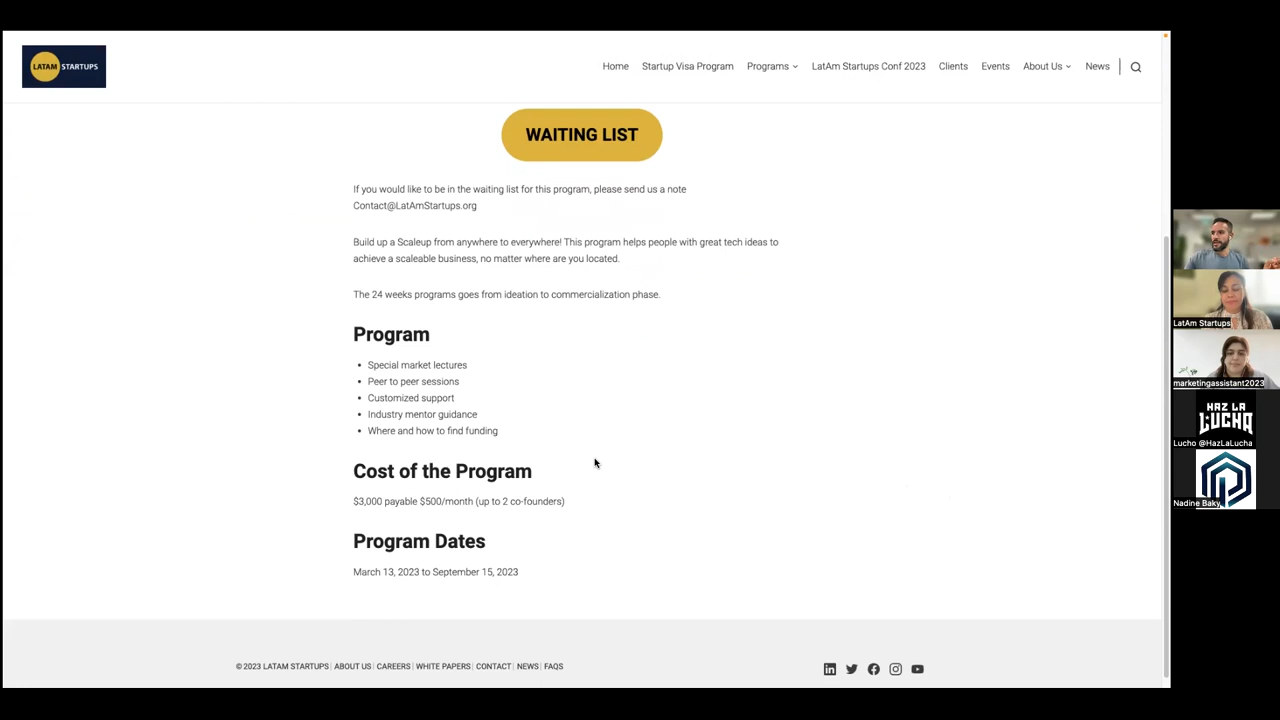 LATAM STARTUPS
Home Startup Visa Program Programs LatAm Startups Conf 2023 Clients Events About Us News
WAITING LIST
If you would like to be in the waiting list for this program, please send us a note
Contact@LatAmStartups.org
Build up a Scaleup from anywhere to everywhere! This program helps people with great tech ideas to
achieve a scaleable business, no matter where are you located.
The 24 weeks programs goes from ideation to commercialization phase.
Program
• Special market lectures
• Peer to peer sessions
• Customized support
• Industry mentor guidance
• Where and how to find funding
Cost of the Program
$3,000 payable $500/month (up to 2 co-founders)
Program Dates
March 13, 2023 to September 15, 2023
© 2023 LATAM STARTUPS | ABOUT US | CAREERS | WHITE PAPERS | CONTACT | NEWS | FAQS
LatAm Startups
marketingassistant2023
HAZ LA
LUCHA
Lucho @HazLaLucha
Nadine Baky